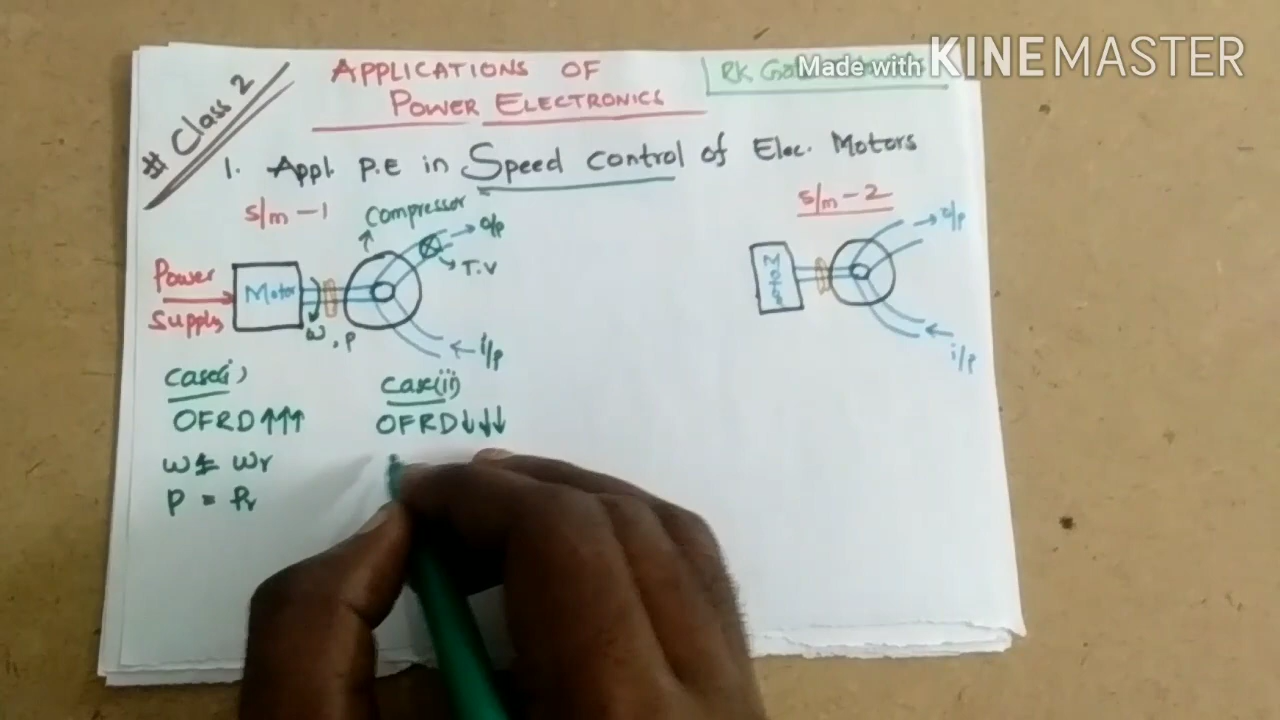 # Class 2
APPLICATIONS OF
POWER ELECTRONICS
RK
Made with KINEMASTER
1. Appl. P.E in Speed control of Elec. Motors
S/m - 1
Compressor
o/p
T.V
Power
Supply
Motor
ω, P
i/p
S/m - 2
Motor
o/p
i/p
Case(i)
OFRD↑↑↑
ω = ωr
P = Pr
Case(ii)
OFRD↓↓↓